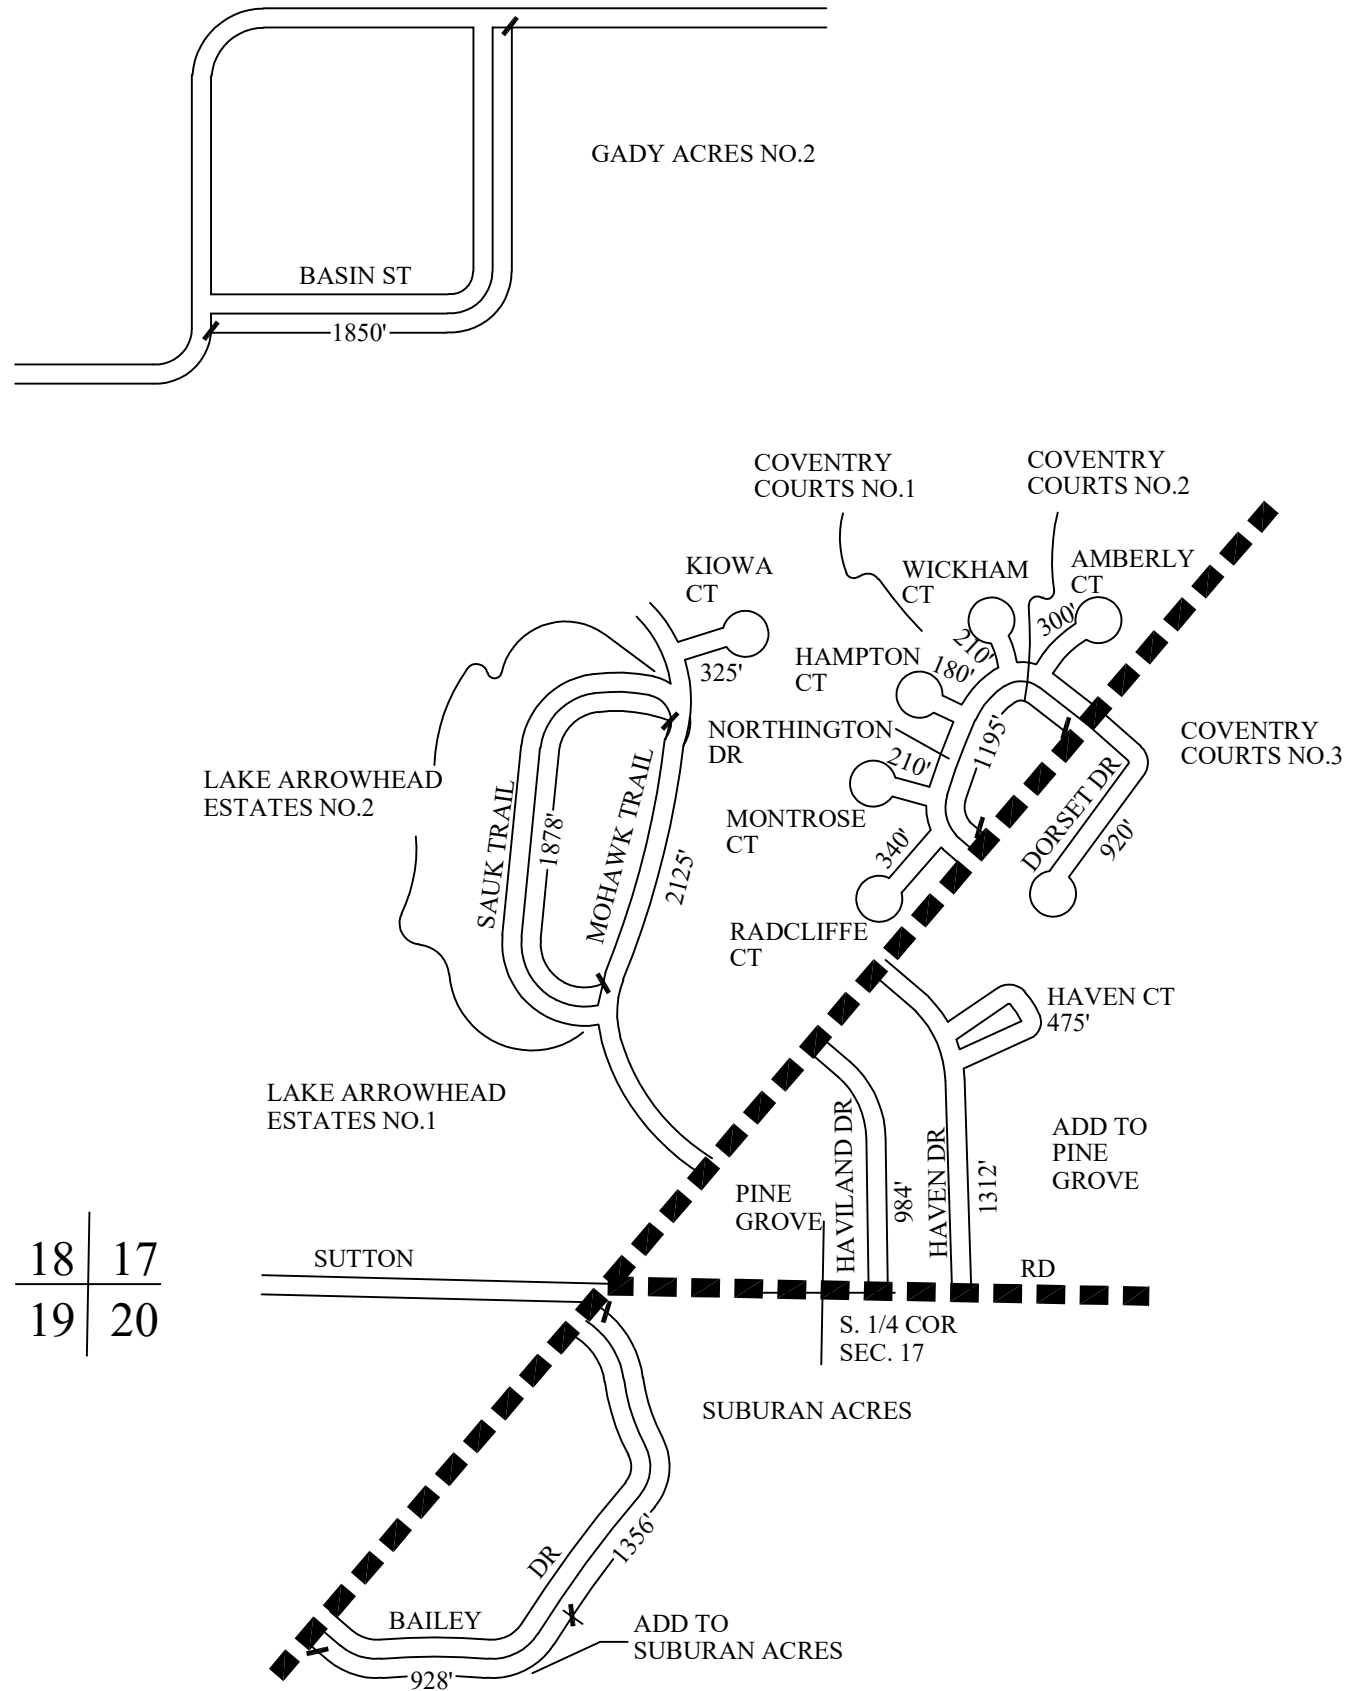 GADY ACRES NO.2
BASIN ST
1850'
COVENTRY
COURTS NO.1
COVENTRY
COURTS NO.2
KIOWA
CT
325'
WICKHAM
CT
AMBERLY
CT
300'
210'
180'
HAMPTON
CT
NORTHINGTON
DR
1195'
210'
COVENTRY
COURTS NO.3
LAKE ARROWHEAD
ESTATES NO.2
SAUK TRAIL
1878'
MOHAWK TRAIL
2125'
MONTROSE
CT
340'
DORSET DR
920'
RADCLIFFE
CT
HAVEN CT
475'
LAKE ARROWHEAD
ESTATES NO.1
HAVILAND DR
984'
HAVEN DR
1312'
ADD TO
PINE
GROVE
PINE
GROVE
18 17
19 20
SUTTON
RD
S. 1/4 COR
SEC. 17
SUBURAN ACRES
1356'
DR
BAILEY
928'
ADD TO
SUBURAN ACRES